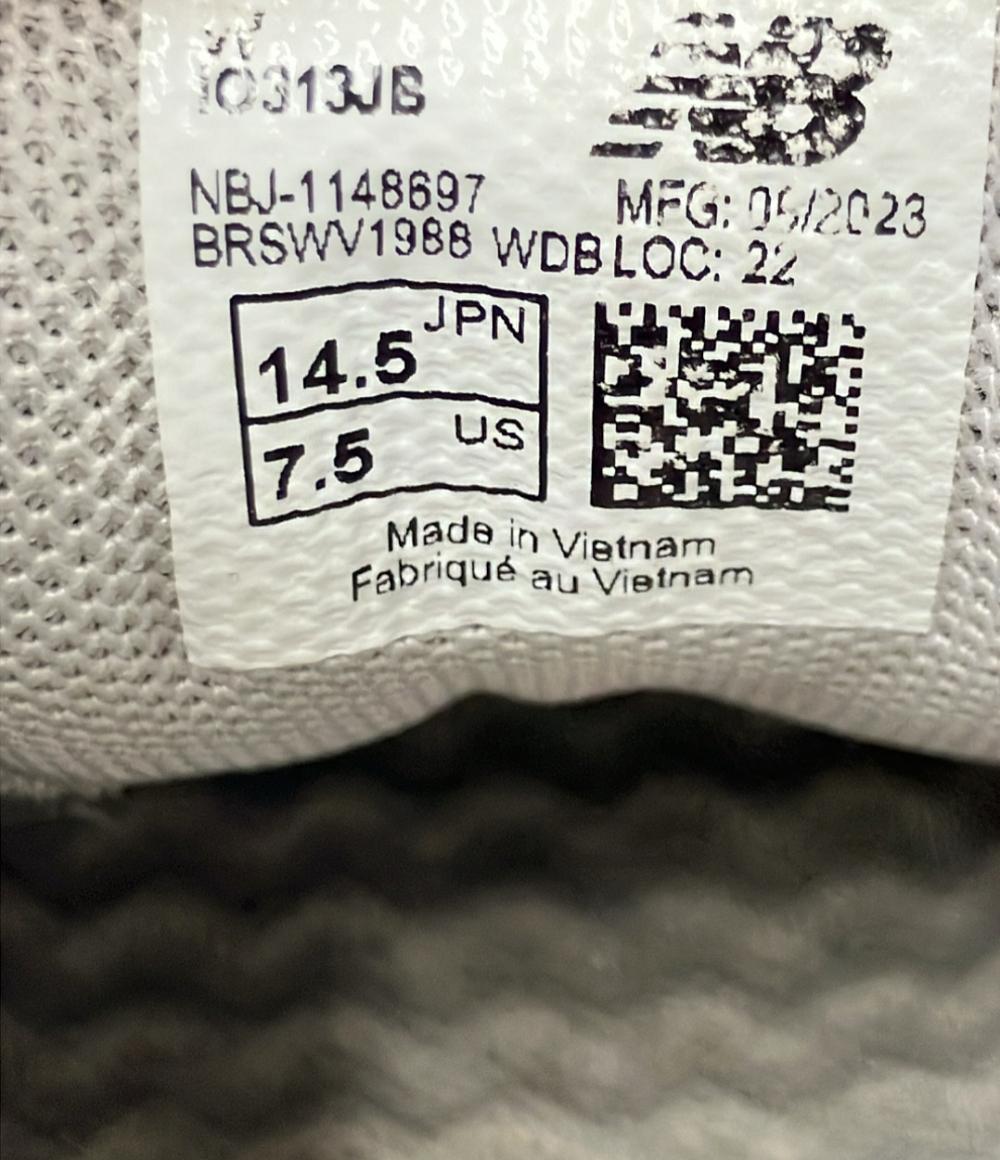 IO313JB
NB
NBJ-1148697
MFG: 05/2023
BRSWV1988 WDB LOC: 22
14.5 JPN
7.5 US
Made in Vietnam
Fabriqué au Vietnam